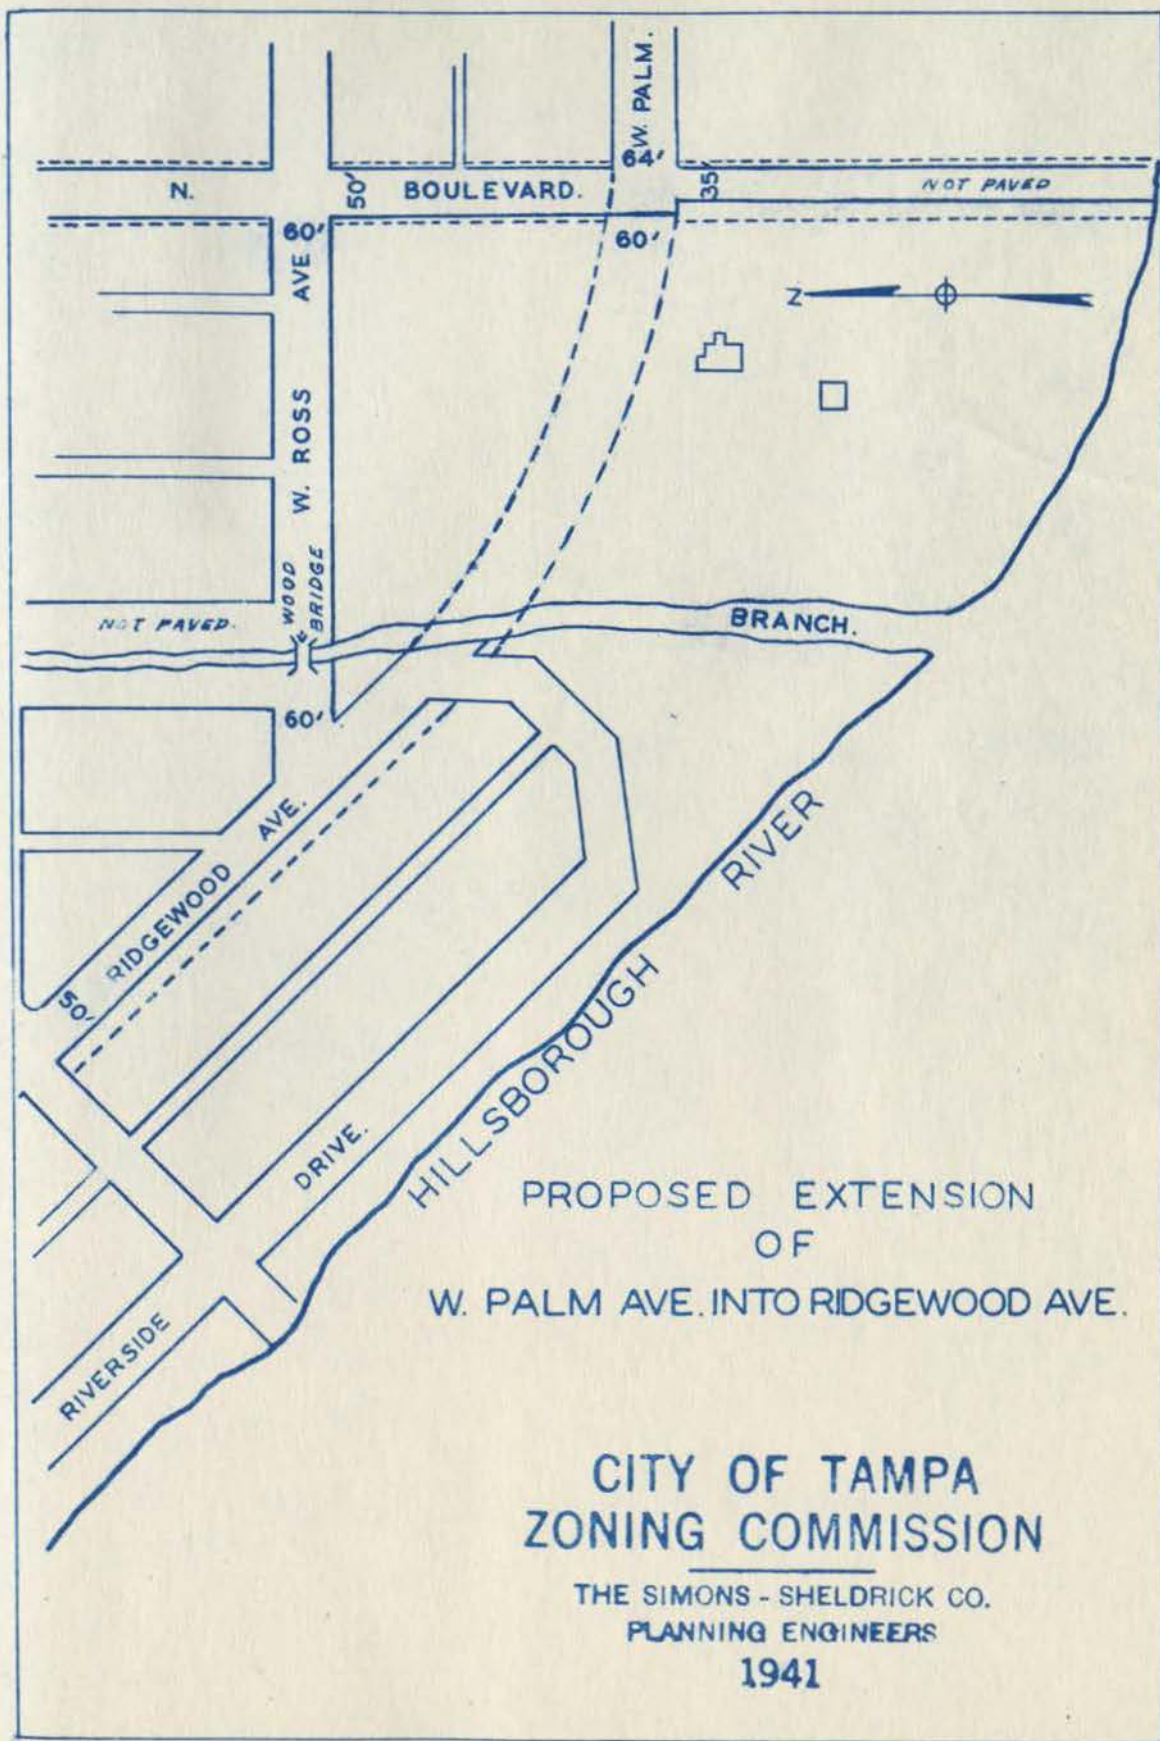 W. PALM.
64'
N. BOULEVARD.
50'
35'
NOT PAVED
60'
60'
W. ROSS AVE
N
WOOD
BRIDGE
NOT PAVED.
BRANCH.
60'
RIDGEWOOD AVE.
50'
HILLSBOROUGH RIVER
RIVERSIDE DRIVE.
PROPOSED EXTENSION
OF
W. PALM AVE. INTO RIDGEWOOD AVE.
CITY OF TAMPA
ZONING COMMISSION
THE SIMONS - SHELDRICK CO.
PLANNING ENGINEERS
1941